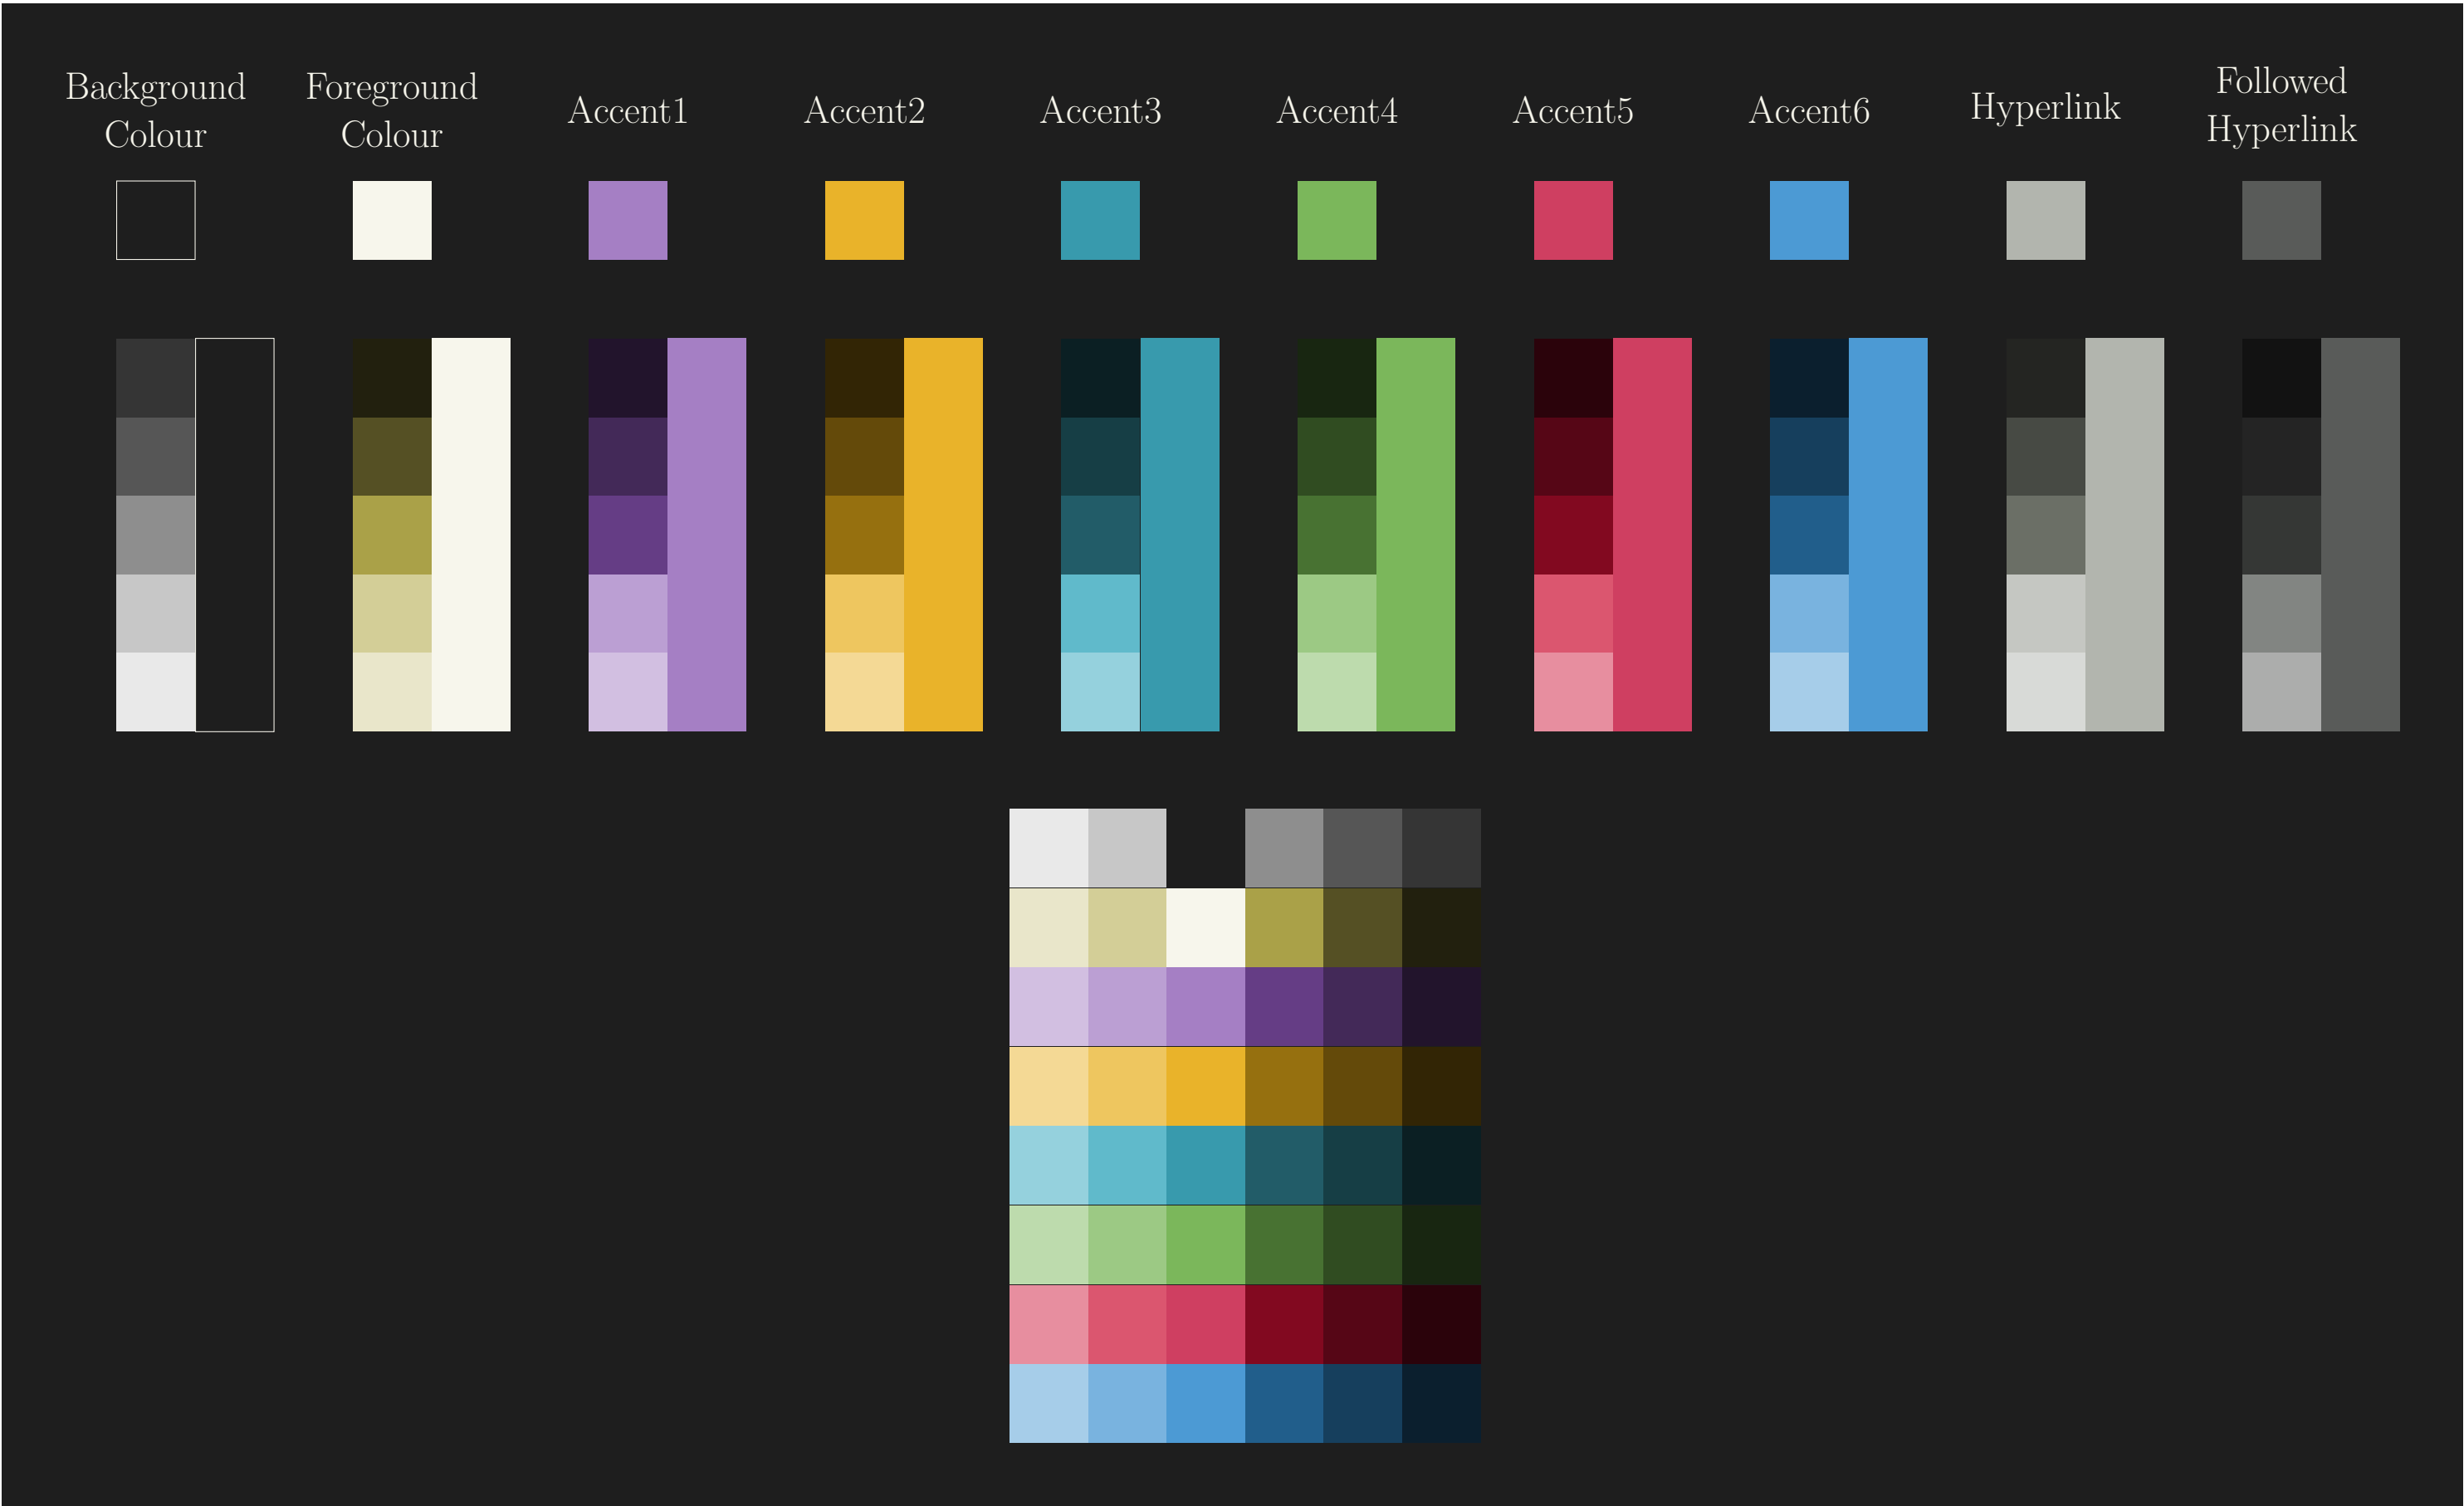 Background
Colour
Foreground
Colour
Accent1
Accent2
Accent3
Accent4
Accent5
Accent6
Hyperlink
Followed
Hyperlink